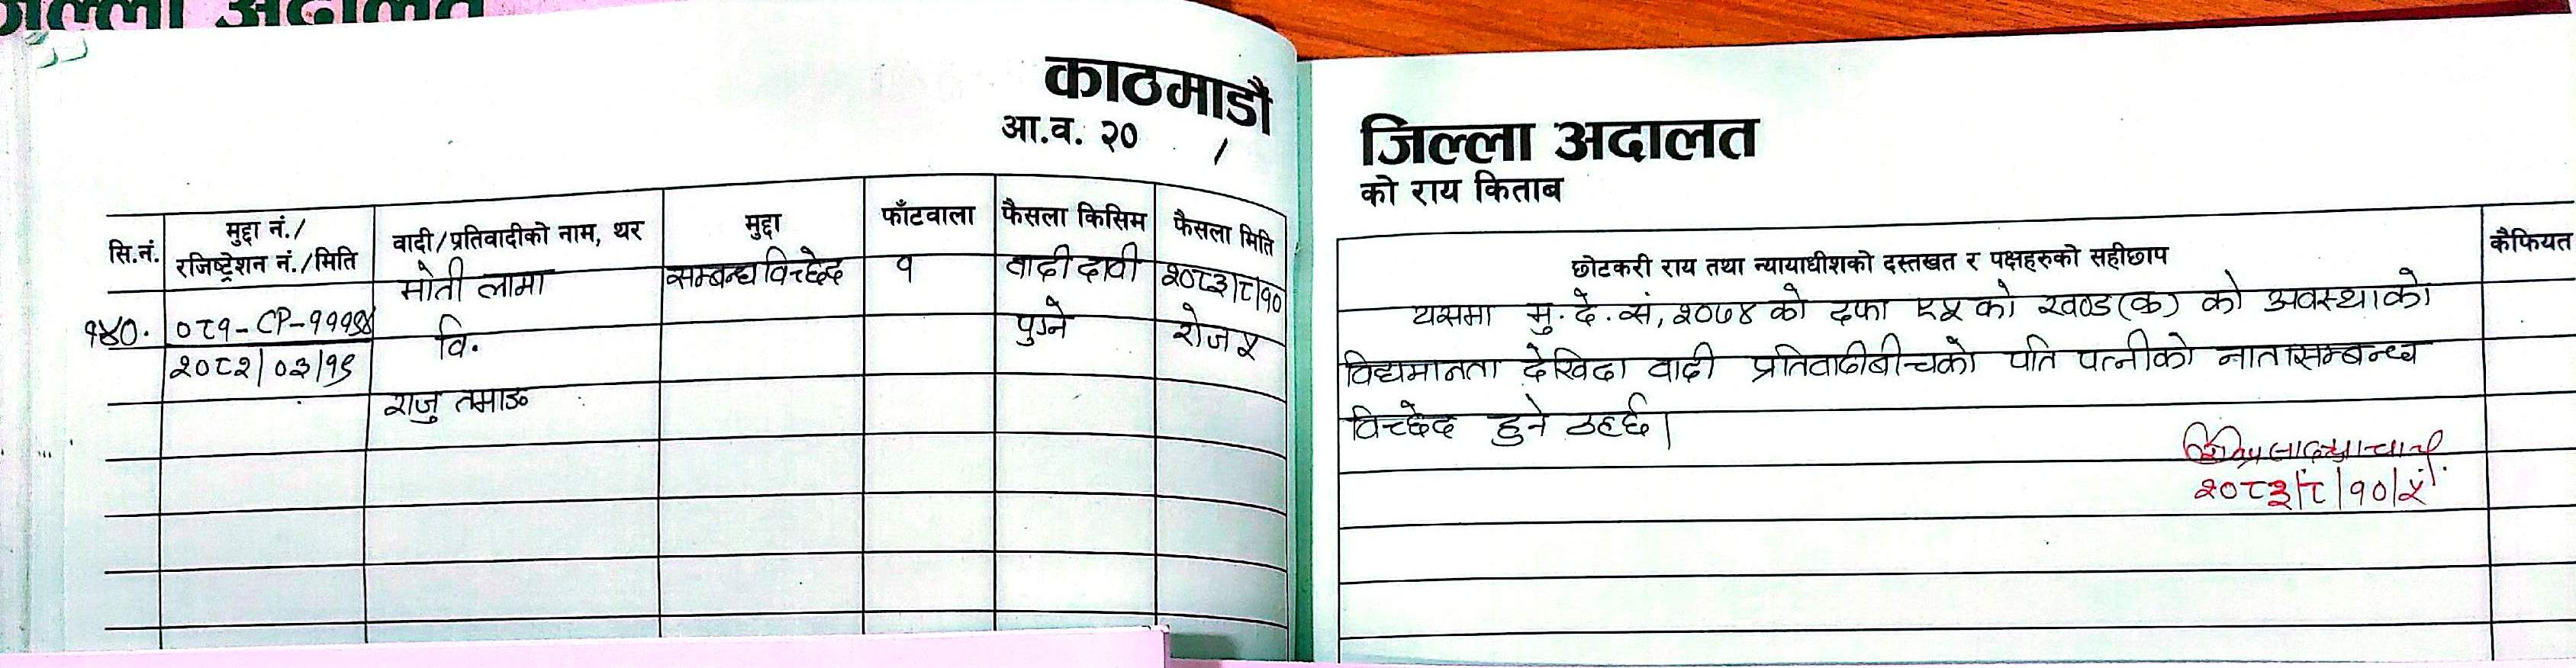 जिल्ला अदालत
काठमाडौं
आ.व. २० /
जिल्ला अदालत
को राय किताब
सि.नं. मुद्दा नं./ रजिष्ट्रेशन नं./मिति वादी/प्रतिवादीको नाम, थर मुद्दा फाँटवाला फैसला किसिम फैसला मिति
छोटकरी राय तथा न्यायाधीशको दस्तखत र पक्षहरुको सहीछाप कैफियत
मोती लामा सम्बन्ध विच्छेद १ वादी दावी २०८३|८|१०
१४०. ०८१-CP- वि. पुग्ने रोज ५
२०८२|०३|१९
राजु तमाङ
यसमा मु.दे.सं, २०७४ को दफा ९५ को खण्ड (क) को अवस्थाको
विद्यमानता देखिदा वादी प्रतिवादीबीचको पति पत्नीको नातासम्बन्ध
विच्छेद हुने ठहर्छ|
२०८३|८|१०|५